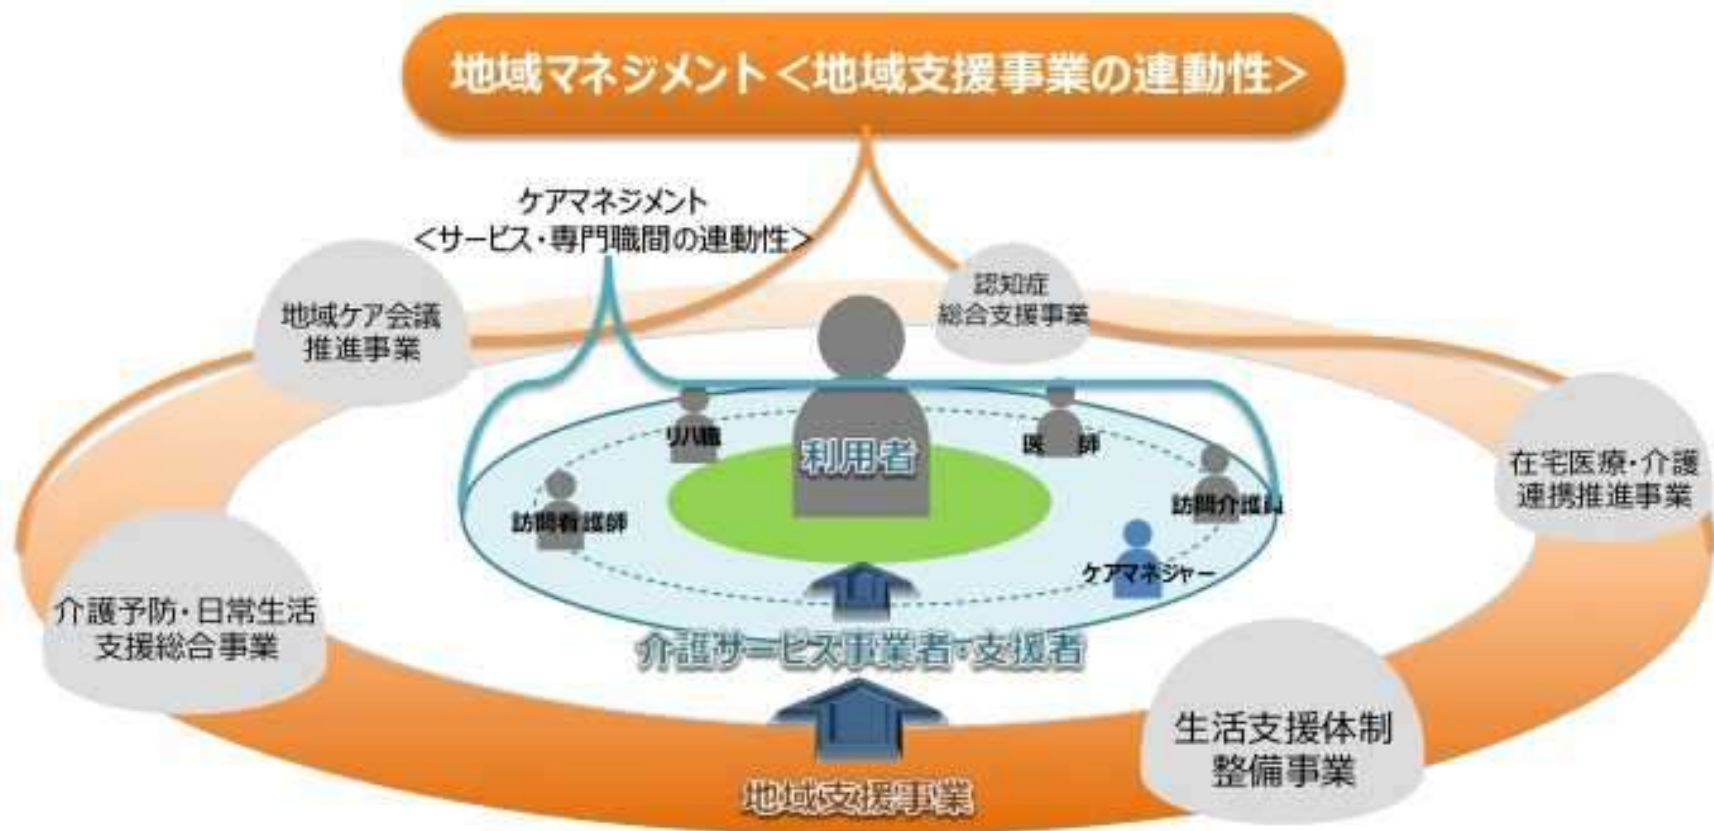 地域マネジメント＜地域支援事業の連動性＞
ケアマネジメント
＜サービス・専門職間の連動性＞
地域ケア会議
推進事業
認知症
総合支援事業
リハ職
医　師
利用者
訪問看護師
訪問介護員
ケアマネジャー
在宅医療・介護
連携推進事業
介護予防・日常生活
支援総合事業
介護サービス事業者・支援者
生活支援体制
整備事業
地域支援事業